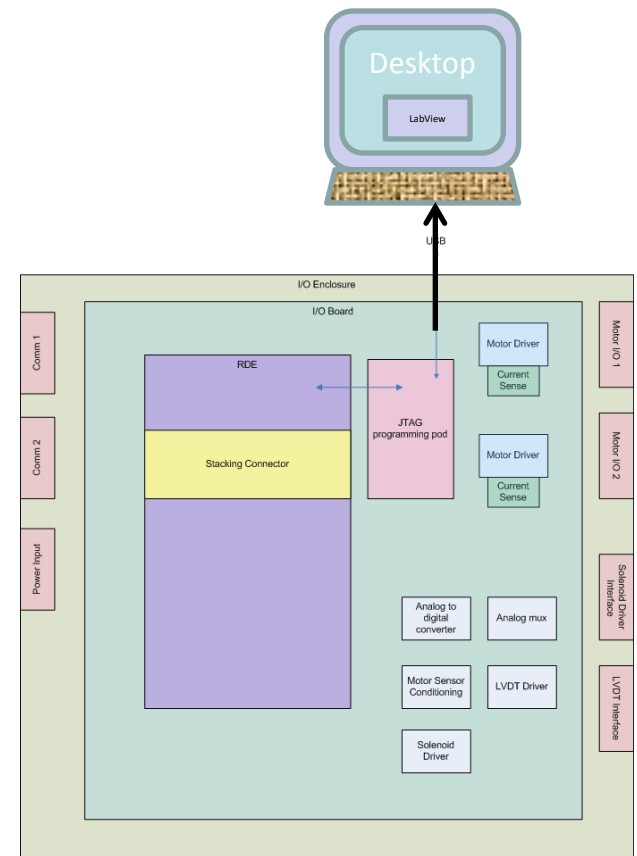 Desktop
LabView
USB
I/O Enclosure
I/O Board
Comm 1
Comm 2
Power Input
RDE
Stacking Connector
JTAG
programming pod
Motor Driver
Current
Sense
Motor Driver
Current
Sense
Analog to
digital
converter
Analog mux
Motor Sensor
Conditioning
LVDT Driver
Solenoid
Driver
Motor I/O 1
Motor I/O 2
Solenoid Driver
Interface
LVDT Interface